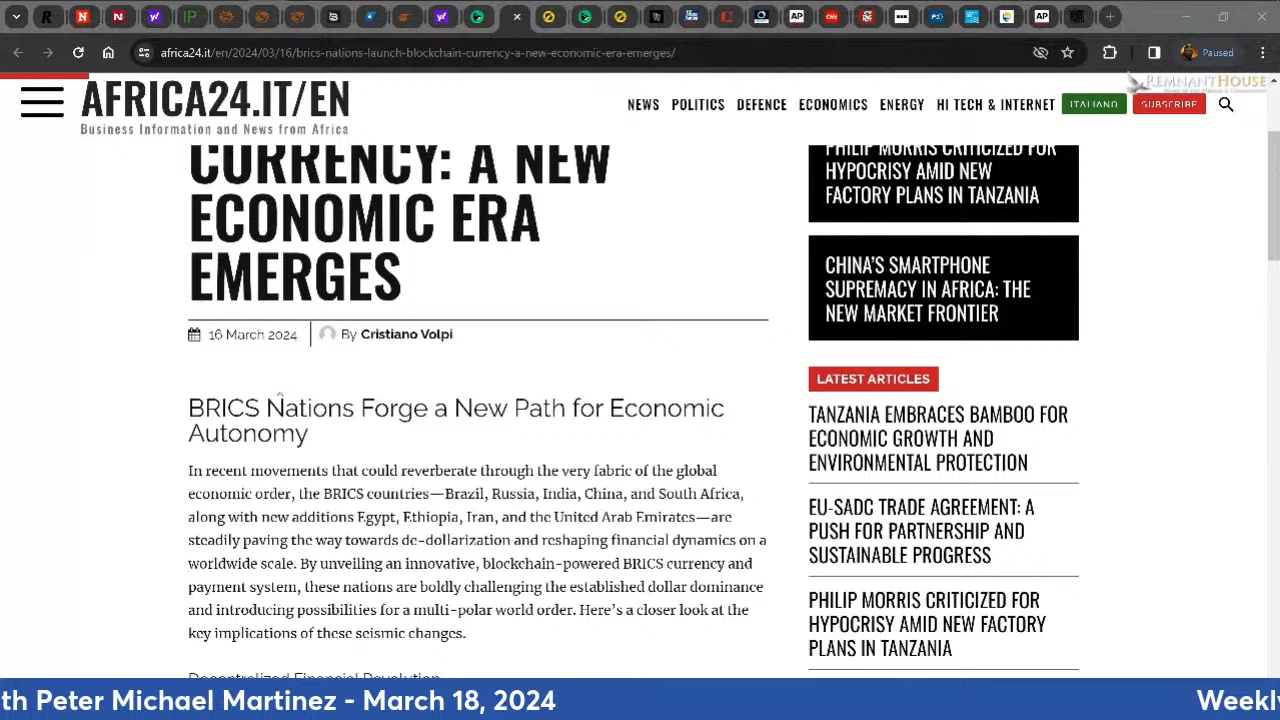 africa24.it/en/2024/03/16/brics-nations-launch-blockchain-currency-a-new-economic-era-emerges/
Paused
REMNANTHOUSE
AFRICA24.IT/EN
Business Information and News from Africa
NEWS POLITICS DEFENCE ECONOMICS ENERGY HI TECH & INTERNET ITALIANO SUBSCRIBE
CURRENCY: A NEW
ECONOMIC ERA
EMERGES
16 March 2024 By Cristiano Volpi
BRICS Nations Forge a New Path for Economic
Autonomy
In recent movements that could reverberate through the very fabric of the global
economic order, the BRICS countries—Brazil, Russia, India, China, and South Africa,
along with new additions Egypt, Ethiopia, Iran, and the United Arab Emirates—are
steadily paving the way towards de-dollarization and reshaping financial dynamics on a
worldwide scale. By unveiling an innovative, blockchain-powered BRICS currency and
payment system, these nations are boldly challenging the established dollar dominance
and introducing possibilities for a multi-polar world order. Here's a closer look at the
key implications of these seismic changes.
Decentralized Financial Revolution
PHILIP MORRIS CRITICIZED FOR
HYPOCRISY AMID NEW
FACTORY PLANS IN TANZANIA
CHINA'S SMARTPHONE
SUPREMACY IN AFRICA: THE
NEW MARKET FRONTIER
LATEST ARTICLES
TANZANIA EMBRACES BAMBOO FOR
ECONOMIC GROWTH AND
ENVIRONMENTAL PROTECTION
EU-SADC TRADE AGREEMENT: A
PUSH FOR PARTNERSHIP AND
SUSTAINABLE PROGRESS
PHILIP MORRIS CRITICIZED FOR
HYPOCRISY AMID NEW FACTORY
PLANS IN TANZANIA
th Peter Michael Martinez - March 18, 2024 Weekly